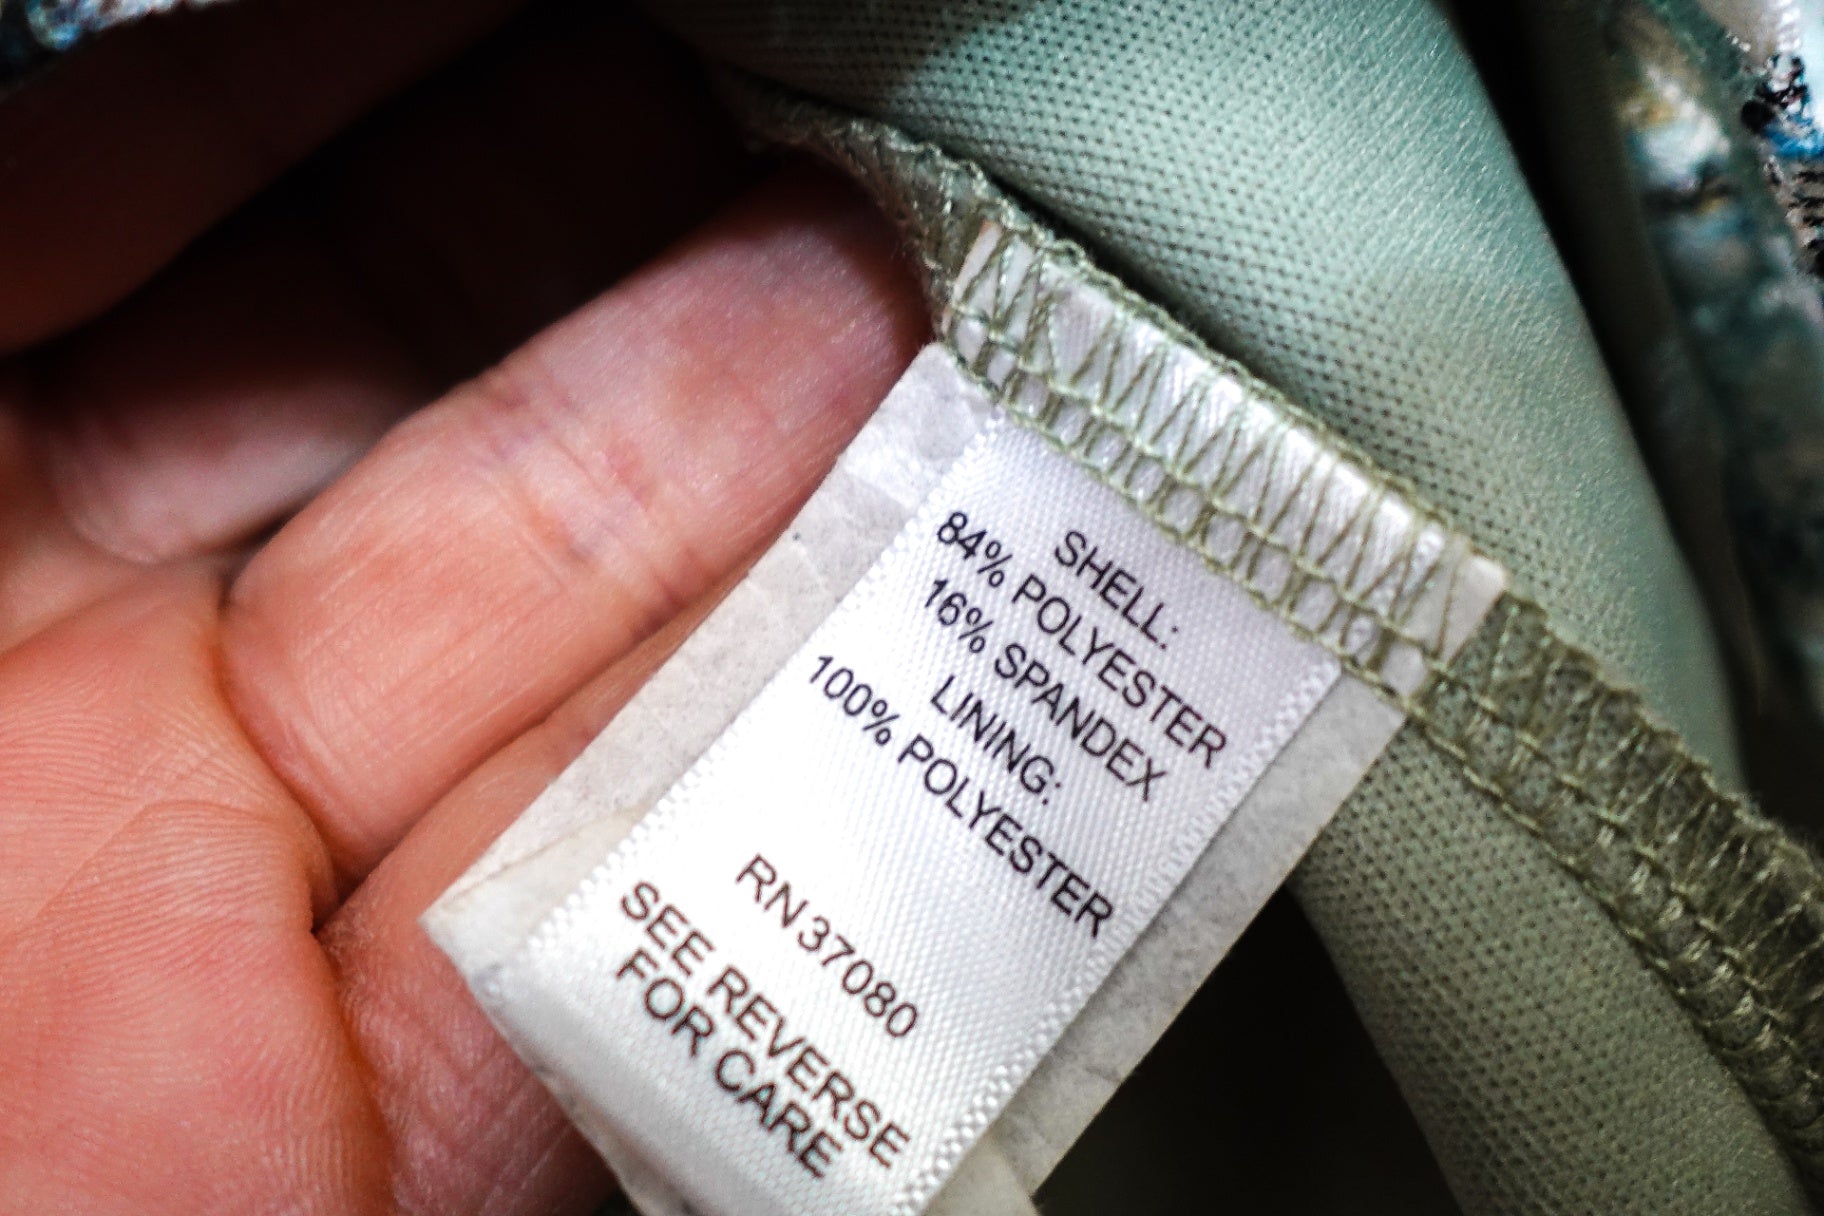 SHELL:
84% POLYESTER
16% SPANDEX
LINING:
100% POLYESTER
RN37080
SEE REVERSE
FOR CARE